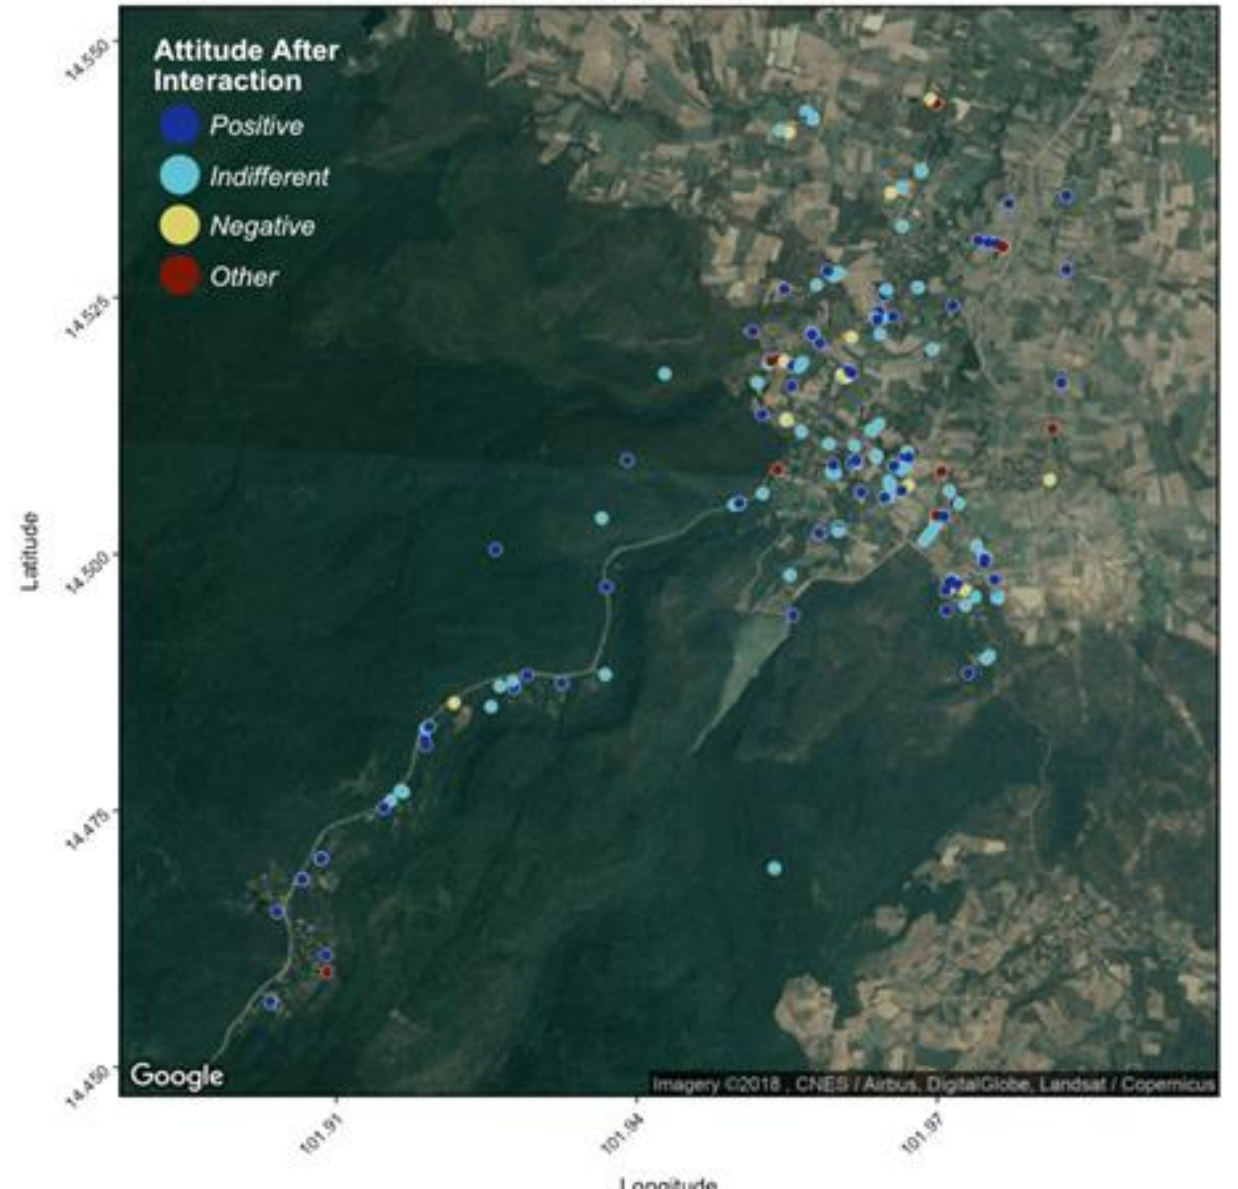 Attitude After
Interaction
Positive
Indifferent
Negative
Other
14.550
14.525
14.500
14.475
14.450
Latitude
Google
Imagery ©2018 , CNES / Airbus, DigitalGlobe, Landsat / Copernicus
101.91
101.94
101.97
Longitude